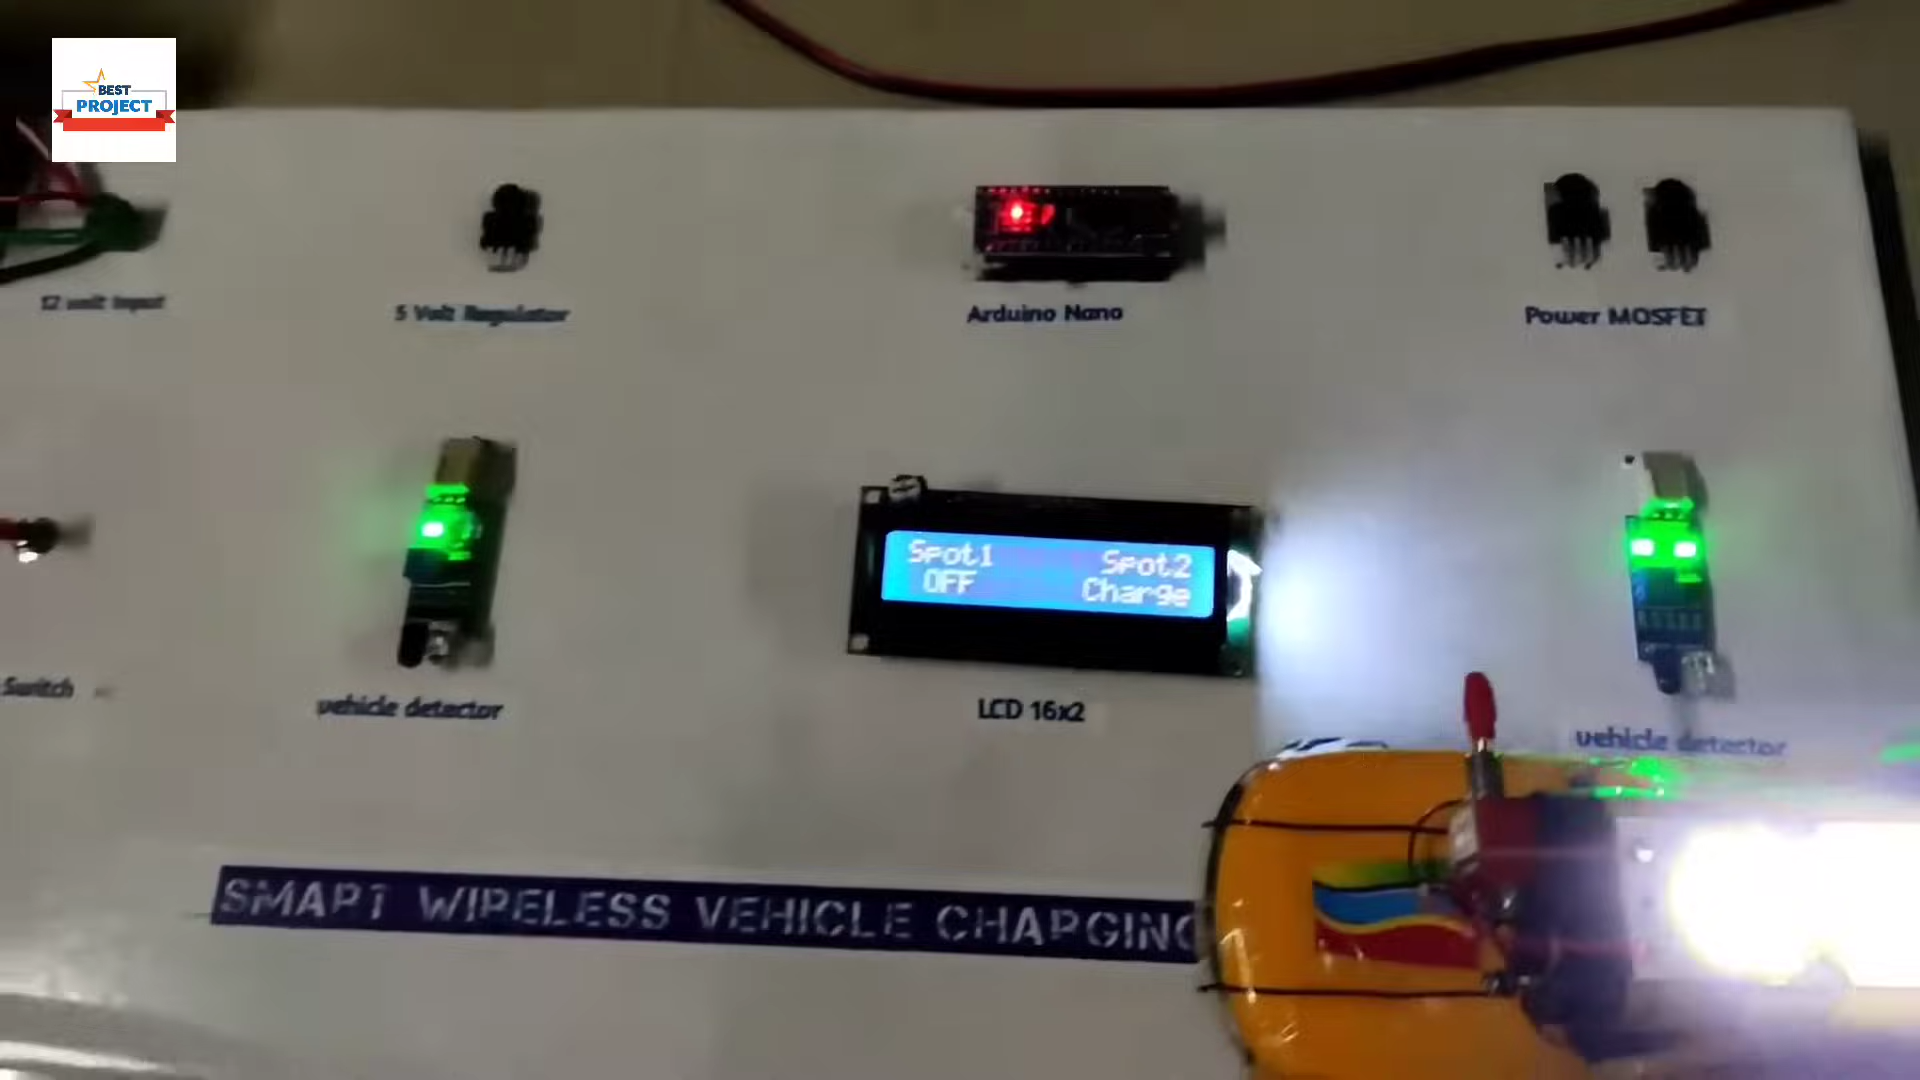 BEST
PROJECT
12 volt Input
5 Volt Regulator
Arduino Nano
Power MOSFET
Spot1 Spot2
OFF Charge
Switch
vehicle detector
LCD 16x2
vehicle detector
SMART WIRELESS VEHICLE CHARGING